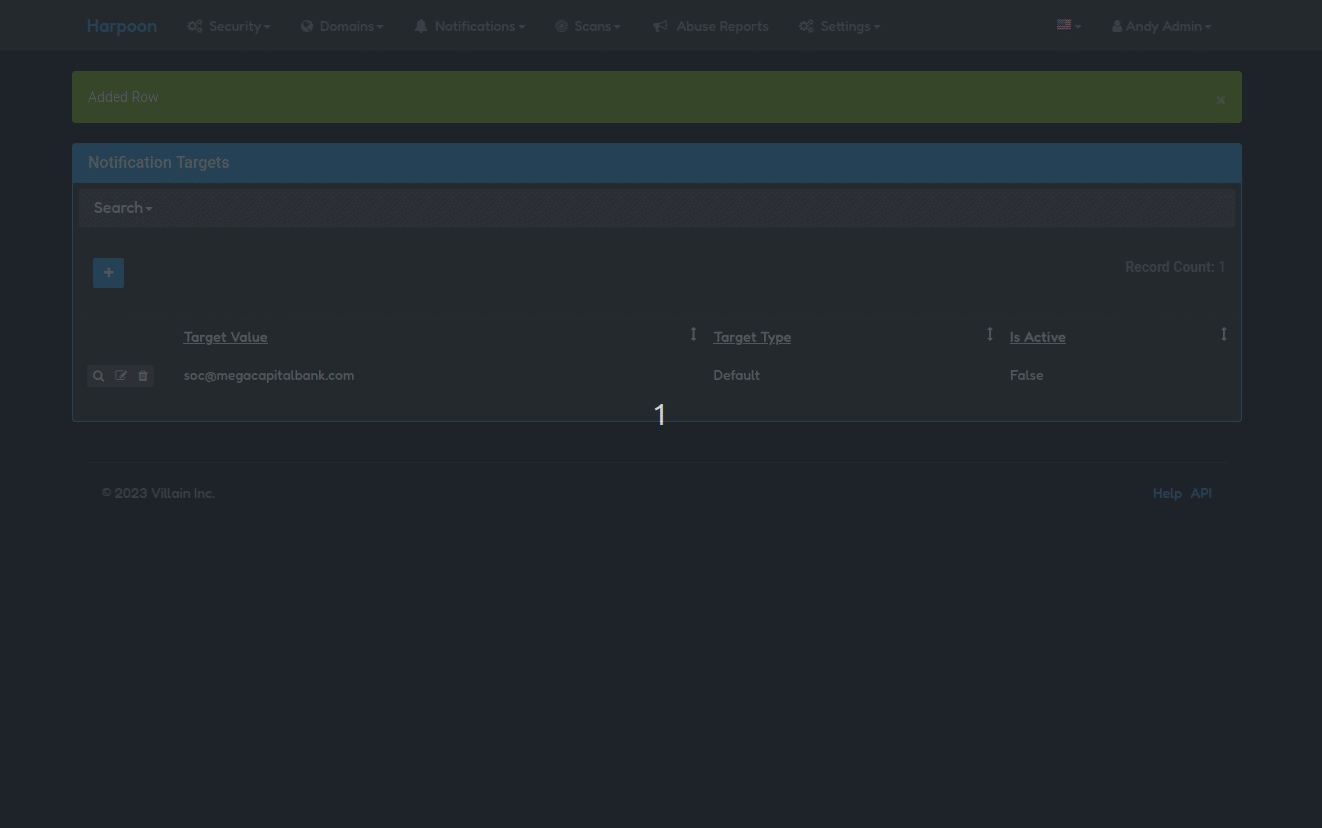 Harpoon Security Domains Notifications Scans Abuse Reports Settings Andy Admin
Added Row
Notification Targets
Search
Record Count: 1
Target Value Target Type Is Active
soc@megacapitalbank.com Default False
1
© 2023 Villain Inc. Help API